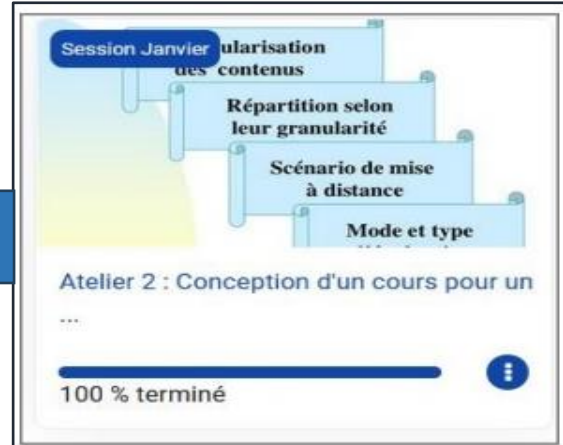 Session Janvier
ularisation
des contenus
Répartition selon
leur granularité
Scénario de mise
à distance
Mode et type
Atelier 2 : Conception d'un cours pour un
...
100 % terminé